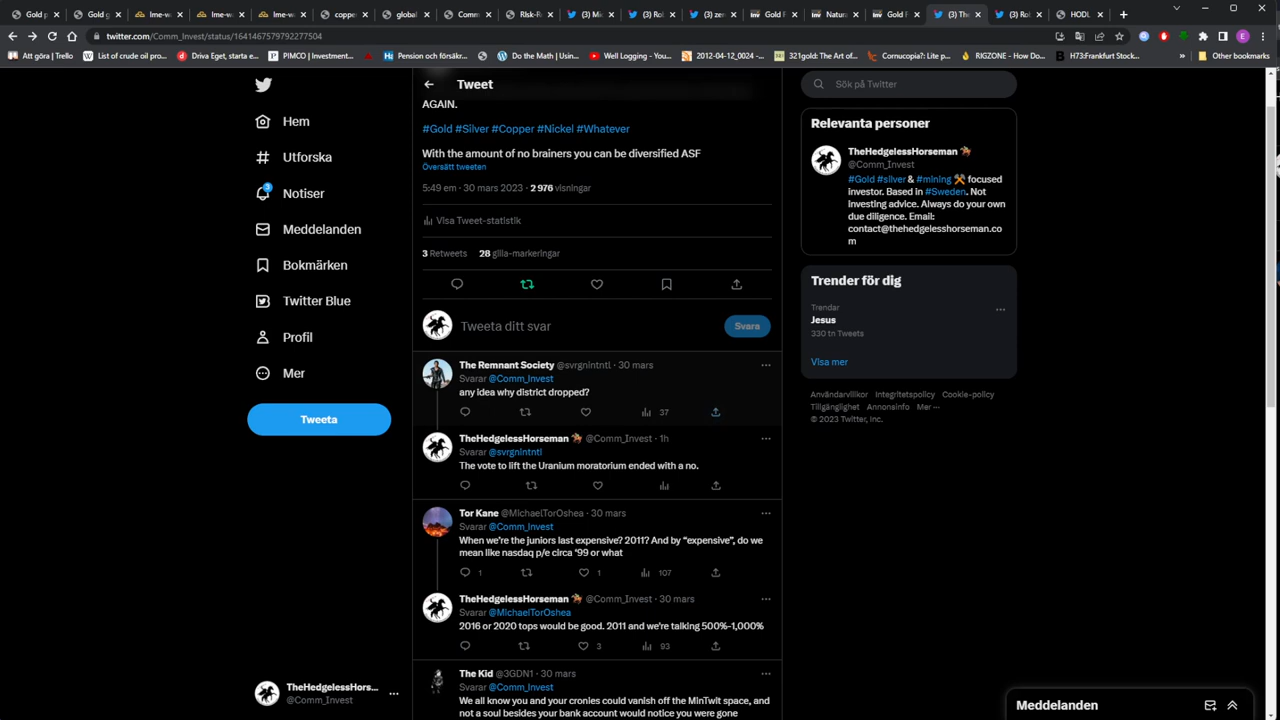 Gold p
Gold g
lme-w
lme-w
lme-w
copper
global
Comm
Risk-R
(3) Mi
(3) Rol
(3) zer
Gold F
Natura
Gold F
(3) The
(3) Rol
HODL
twitter.com/Comm_Invest/status/1641467579792277504
Att göra | Trello
List of crude oil pro...
Driva Eget, starta e...
PIMCO | Investment...
Pension och försäkr...
Do the Math | Usin...
Well Logging - You...
2012-04-12_0024 -...
321gold: The Art of...
Cornucopia?: Lite p...
RIGZONE - How Do...
H73:Frankfurt Stock...
Other bookmarks
Hem
Utforska
3
Notiser
Meddelanden
Bokmärken
Twitter Blue
Profil
Mer
Tweeta
TheHedgelessHors...
@Comm_Invest
Tweet
AGAIN.
#Gold #Silver #Copper #Nickel #Whatever
With the amount of no brainers you can be diversified ASF
Översätt tweeten
5:49 em · 30 mars 2023 · 2 976 visningar
Visa Tweet-statistik
3 Retweets 28 gilla-markeringar
Tweeta ditt svar
Svara
The Remnant Society @svrgnintntl · 30 mars
Svarar @Comm_Invest
any idea why district dropped?
37
TheHedgelessHorseman @Comm_Invest · 1h
Svarar @svrgnintntl
The vote to lift the Uranium moratorium ended with a no.
Tor Kane @MichaelTorOshea · 30 mars
Svarar @Comm_Invest
When we're the juniors last expensive? 2011? And by “expensive”, do we
mean like nasdaq p/e circa '99 or what
1 1 107
TheHedgelessHorseman @Comm_Invest · 30 mars
Svarar @MichaelTorOshea
2016 or 2020 tops would be good. 2011 and we're talking 500%-1,000%
3 93
The Kid @3GDN1 · 30 mars
Svarar @Comm_Invest
We all know you and your cronies could vanish off the MinTwit space, and
not a soul besides your bank account would notice you were gone
Sök på Twitter
Relevanta personer
TheHedgelessHorseman
@Comm_Invest
#Gold #silver & #mining focused
investor. Based in #Sweden. Not
investing advice. Always do your own
due diligence. Email:
contact@thehedgelesshorseman.co
m
Trender för dig
Trendar
Jesus
330 tn Tweets
Visa mer
Användarvillkor Integritetspolicy Cookie-policy
Tillgänglighet Annonsinfo Mer ···
© 2023 Twitter, Inc.
Meddelanden